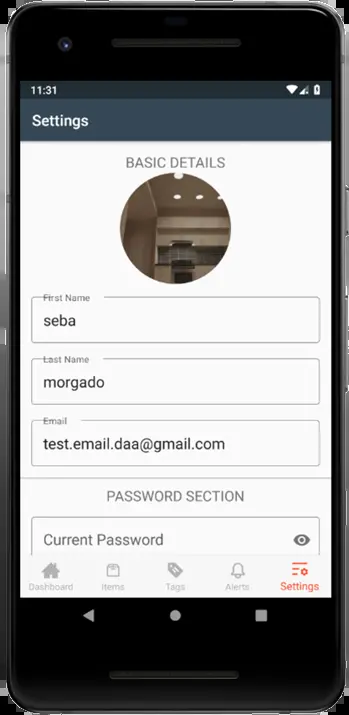 11:31
Settings
BASIC DETAILS
First Name
seba
Last Name
morgado
Email
test.email.daa@gmail.com
PASSWORD SECTION
Current Password
Dashboard
Items
Tags
Alerts
Settings